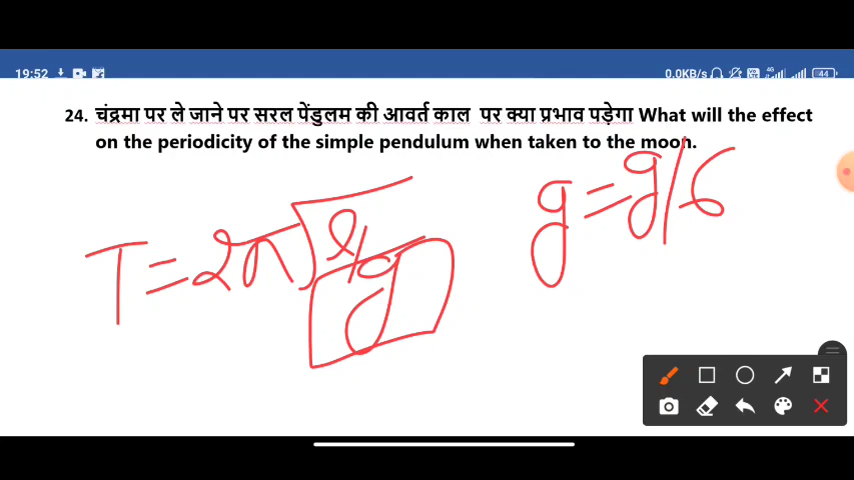 19:52 0.0KB/s 4G 44
24. चंद्रमा पर ले जाने पर सरल पेंडुलम की आवर्त काल पर क्या प्रभाव पड़ेगा What will the effect
on the periodicity of the simple pendulum when taken to the moon.
T = 2π√l/g
g = g/6